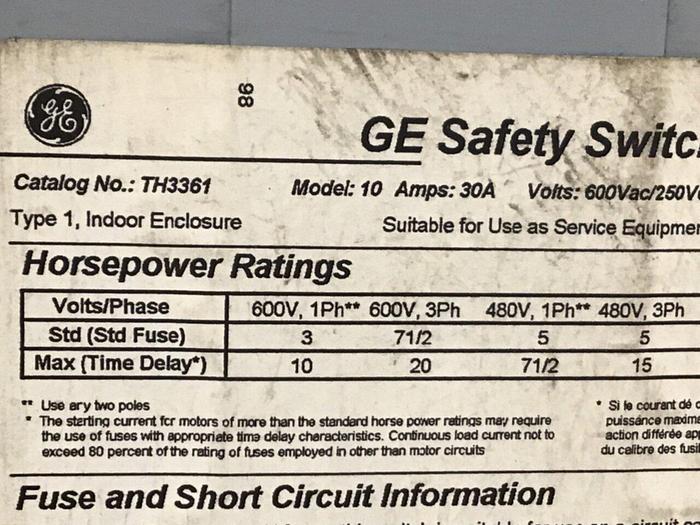 GE
98
GE Safety Switc
Catalog No.: TH3361 Model: 10 Amps: 30A Volts: 600Vac/250V
Type 1, Indoor Enclosure Suitable for Use as Service Equipmen
Horsepower Ratings
Volts/Phase 600V, 1Ph** 600V, 3Ph 480V, 1Ph** 480V, 3Ph
Std (Std Fuse) 3 71/2 5 5
Max (Time Delay*) 10 20 71/2 15
** Use any two poles
* The starting current for motors of more than the standard horse power ratings may require
the use of fuses with appropriate time delay characteristics. Continuous load current not to
exceed 80 percent of the rating of fuses employed in other than motor circuits
* Si le courant dé
puissance maxima
action différée ap
du calibre des fusi
Fuse and Short Circuit Information